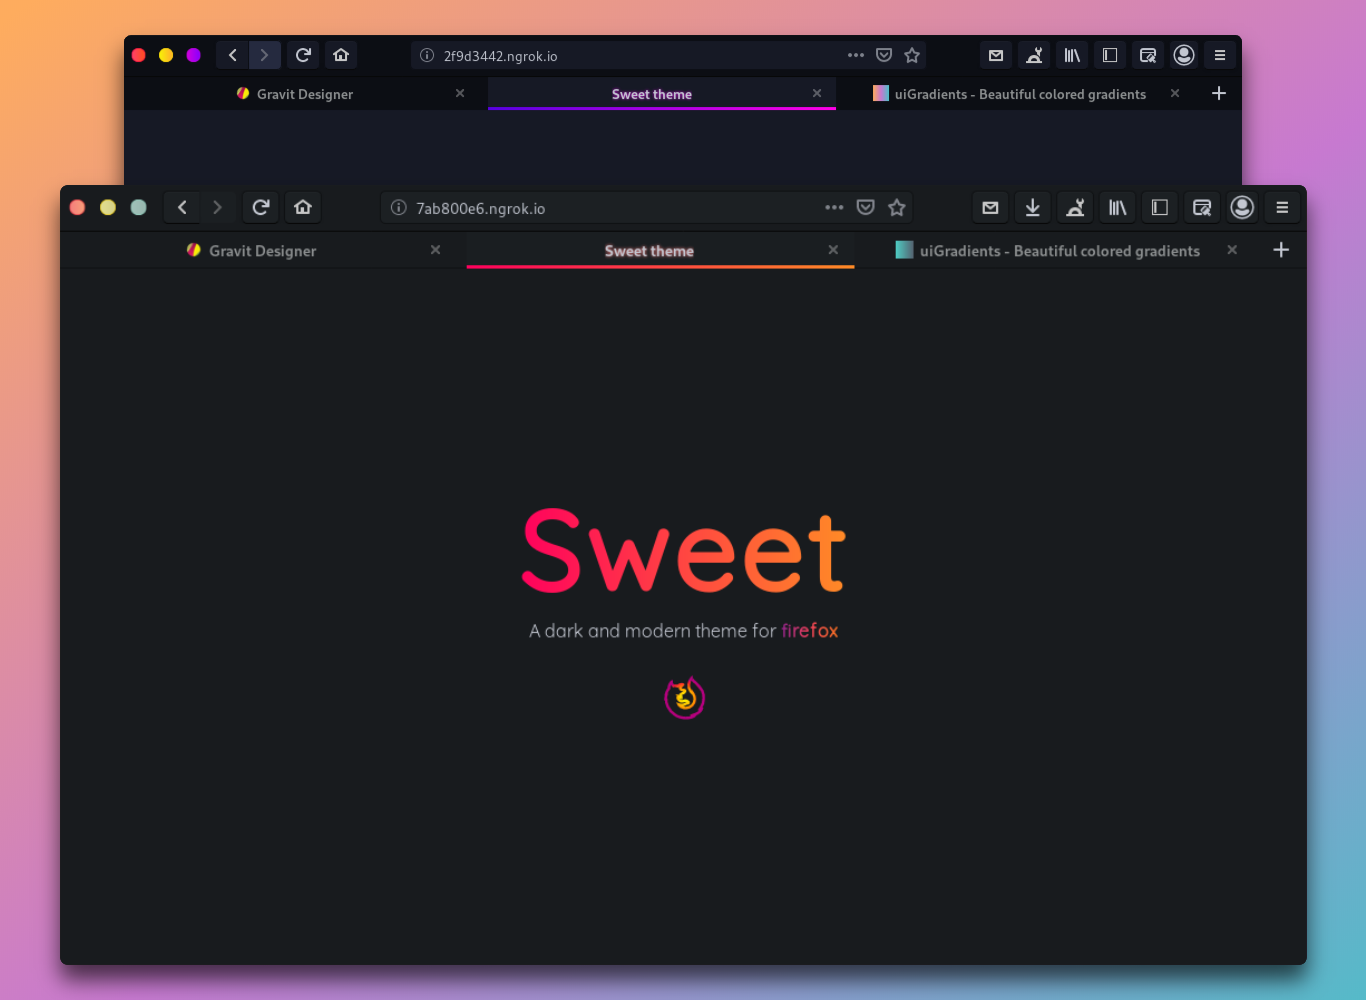 2f9d3442.ngrok.io
Gravit Designer
Sweet theme
uiGradients - Beautiful colored gradients
7ab800e6.ngrok.io
Gravit Designer
Sweet theme
uiGradients - Beautiful colored gradients
Sweet
A dark and modern theme for firefox